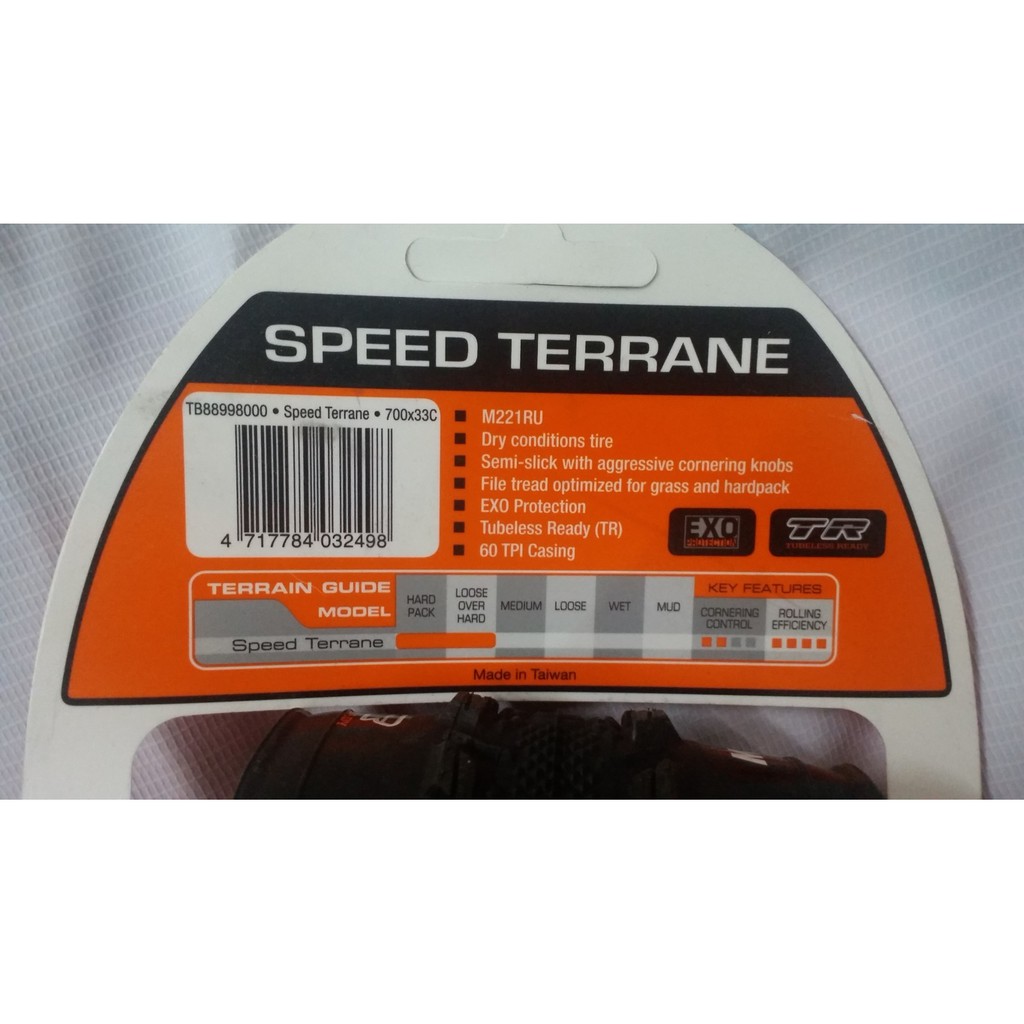 SPEED TERRANE
TB88998000 • Speed Terrane • 700x33C
4 717784 032498
M221RU
Dry conditions tire
Semi-slick with aggressive cornering knobs
File tread optimized for grass and hardpack
EXO Protection
Tubeless Ready (TR)
60 TPI Casing
EXO
PROTECTION
TR
TUBELESS READY
TERRAIN GUIDE
MODEL
HARD PACK
LOOSE OVER HARD
MEDIUM
LOOSE
WET
MUD
KEY FEATURES
CORNERING CONTROL
ROLLING EFFICIENCY
Speed Terrane
Made in Taiwan